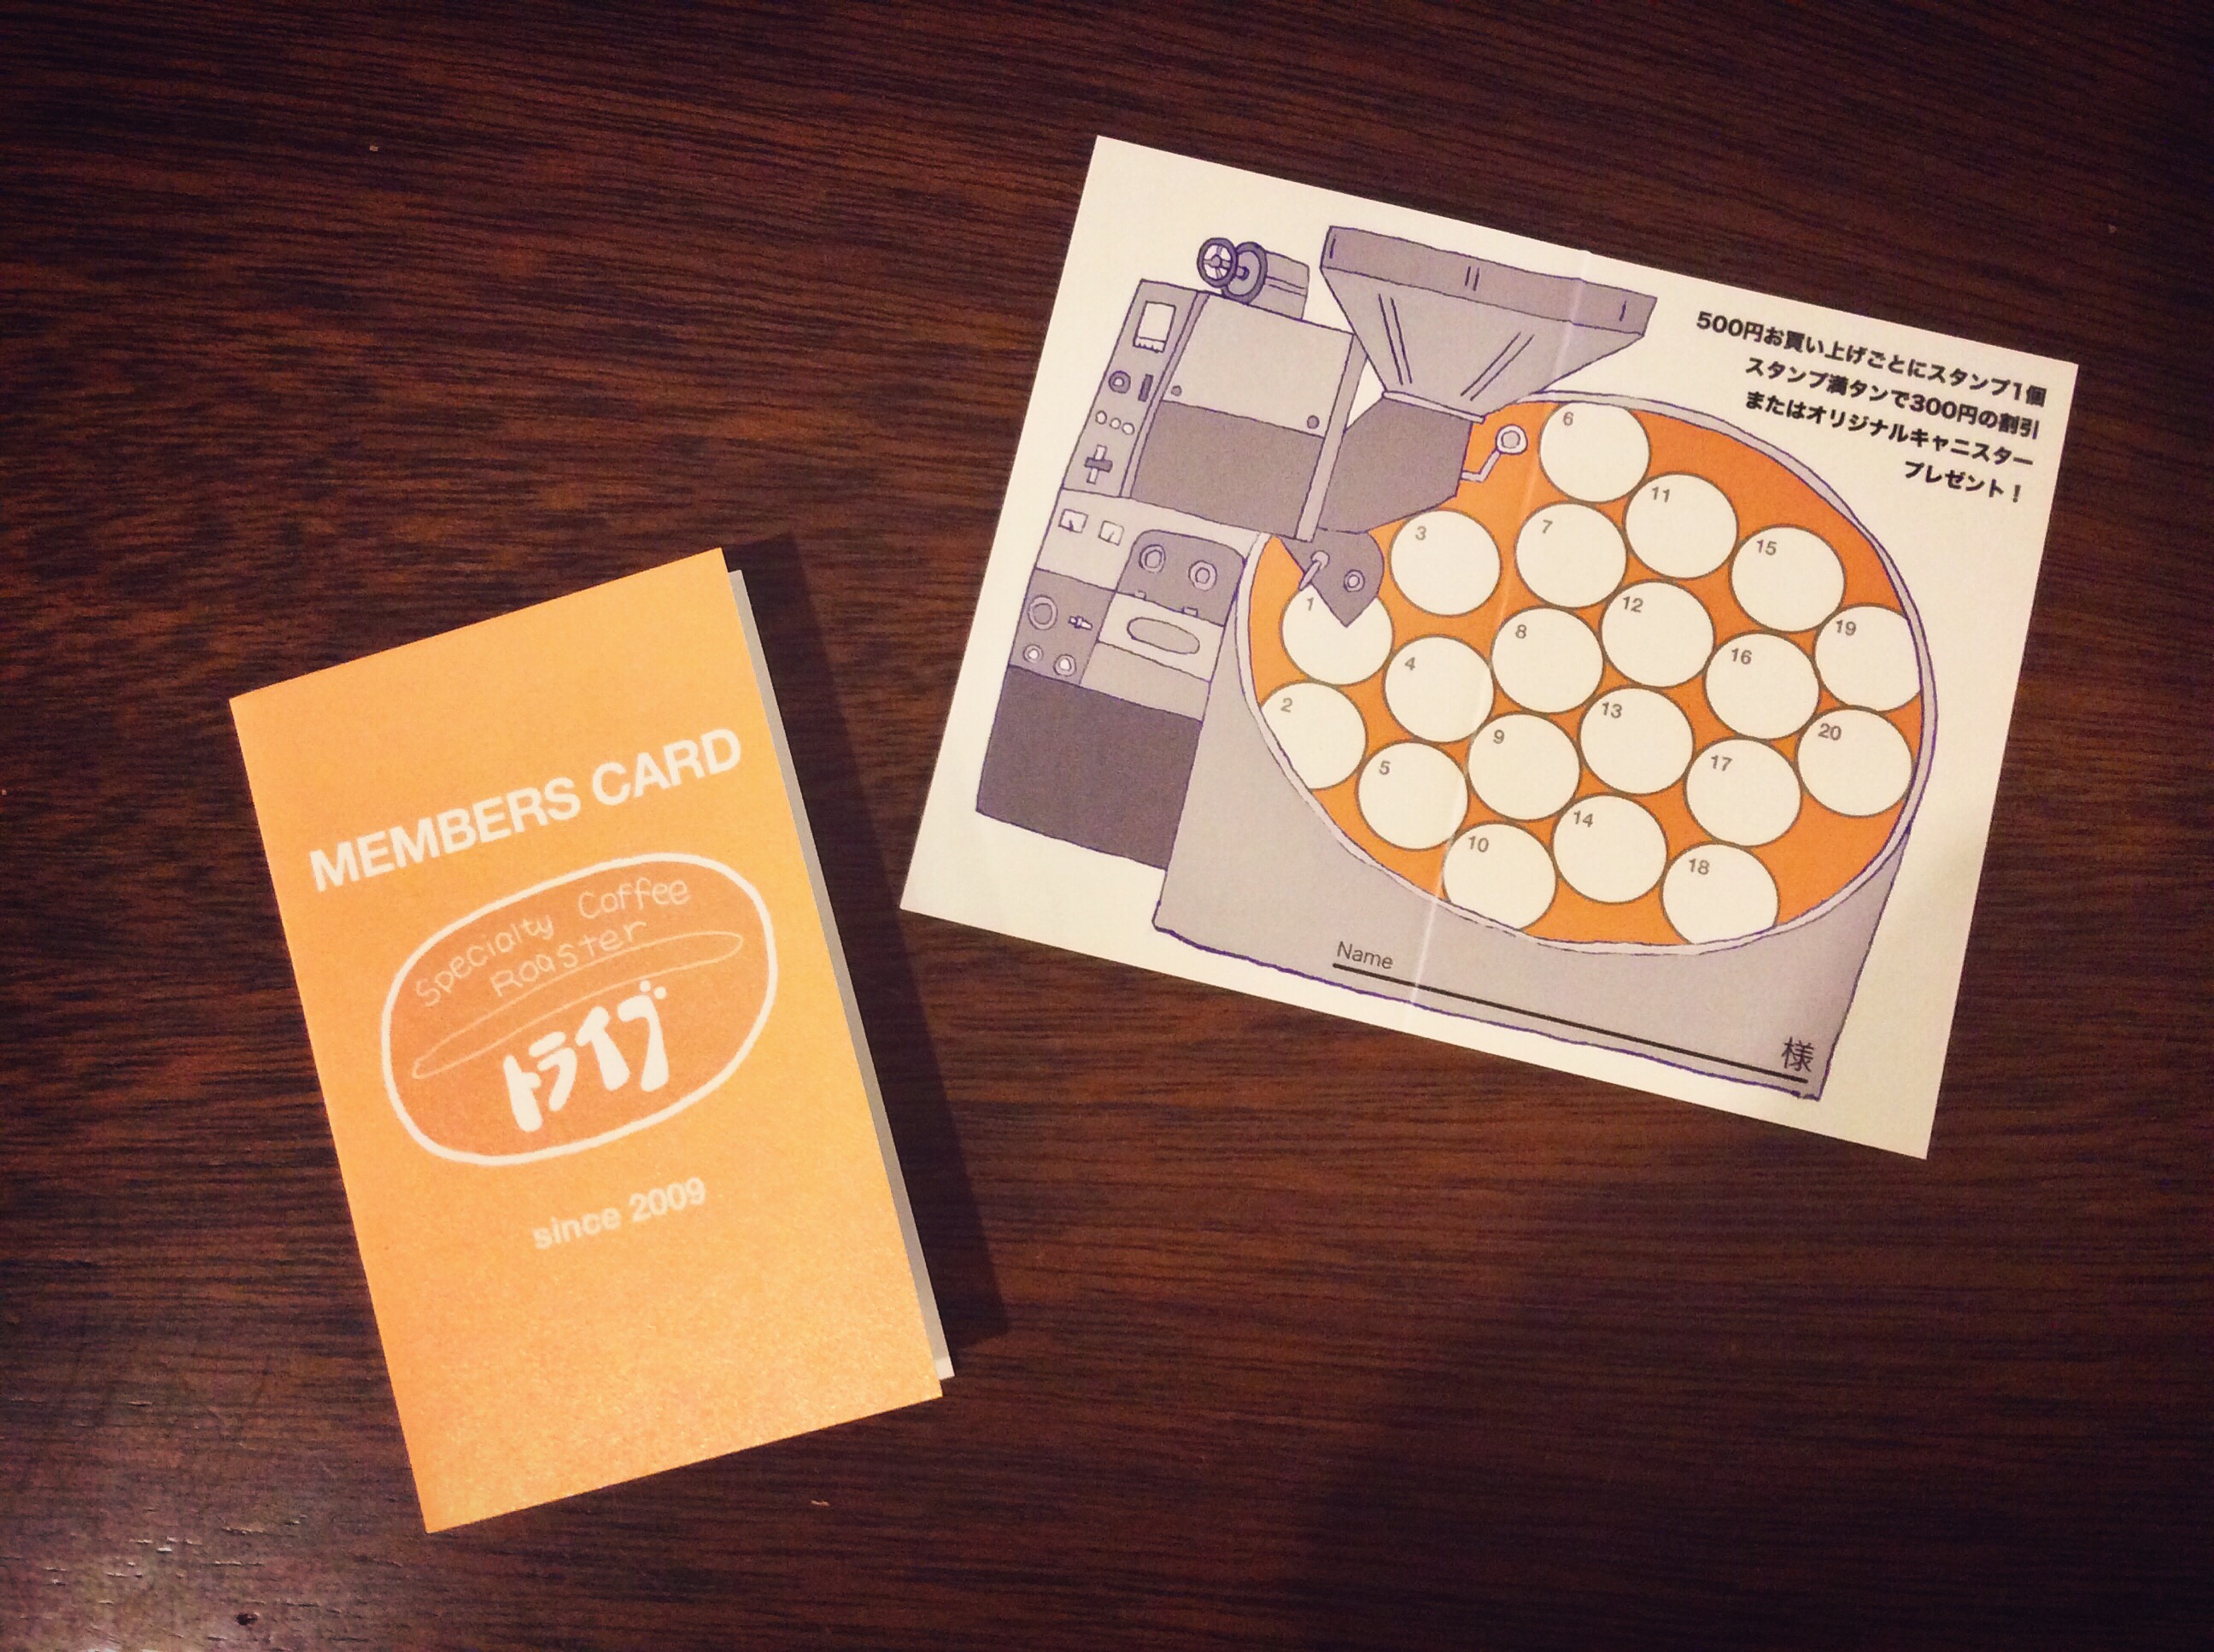 MEMBERS CARD
Specialty Coffee
Roaster
トライブ
since 2009
500円お買い上げごとにスタンプ1個
スタンプ満タンで300円の割引
またはオリジナルキャニスター
プレゼント！
6
11
3
7
15
1
12
19
8
4
16
2
13
20
9
5
17
14
10
18
Name
様